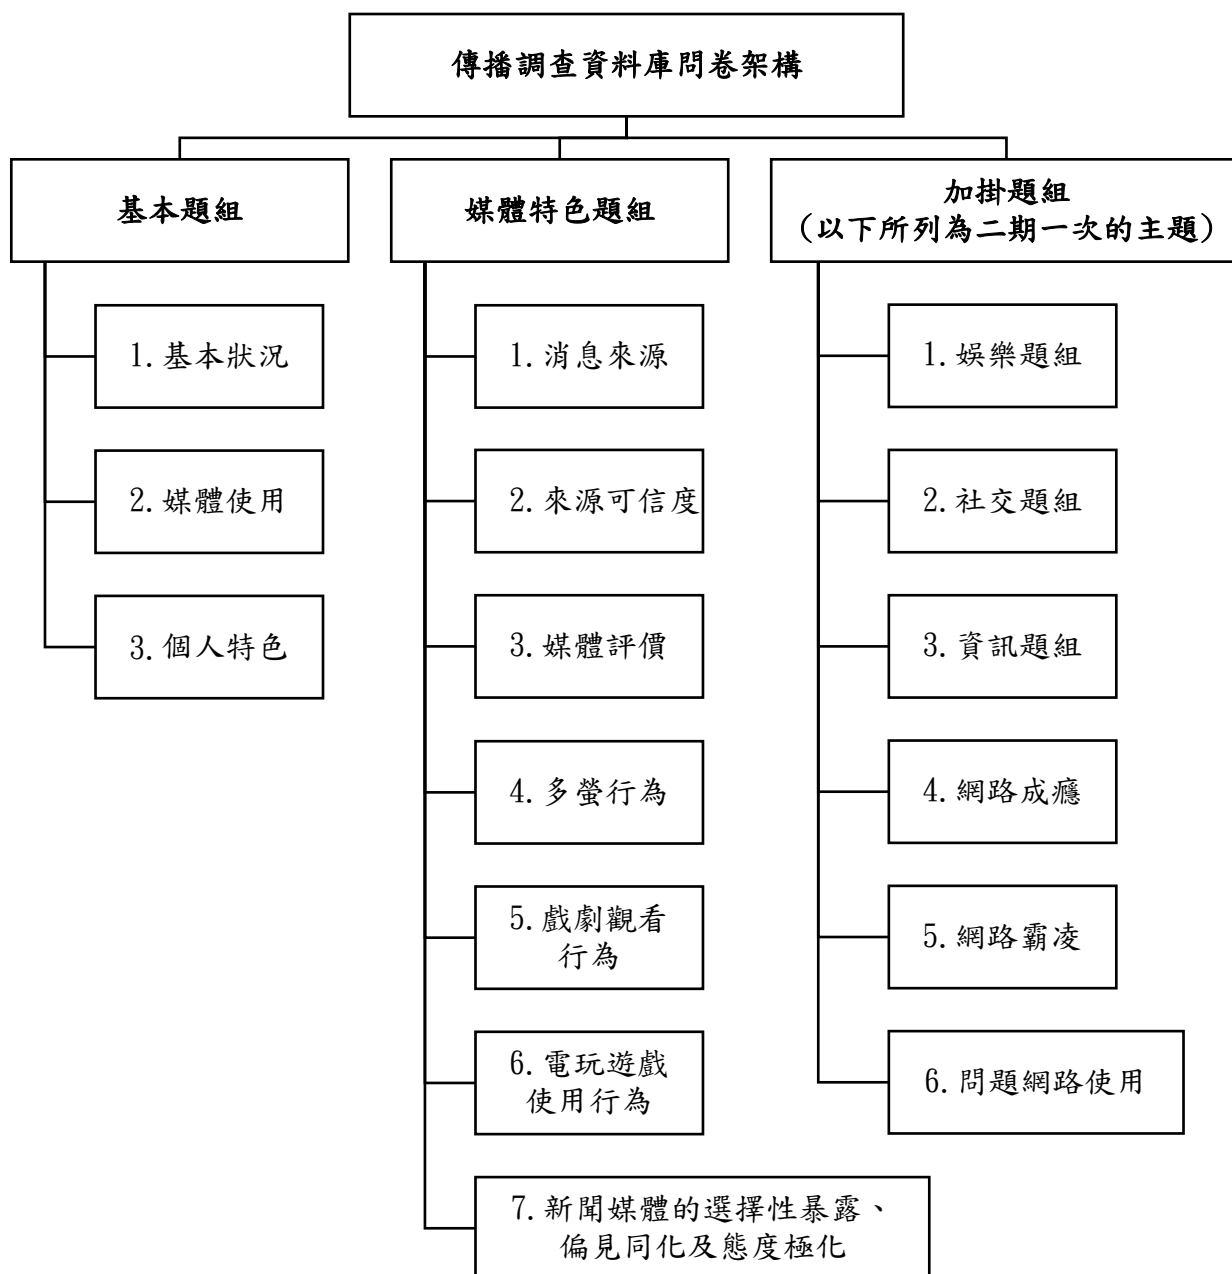 傳播調查資料庫問卷架構
基本題組
1.基本狀況
2.媒體使用
3.個人特色
媒體特色題組
1.消息來源
2.來源可信度
3.媒體評價
4.多螢行為
5.戲劇觀看
行為
6.電玩遊戲
使用行為
7.新聞媒體的選擇性暴露、
偏見同化及態度極化
加掛題組
(以下所列為二期一次的主題)
1.娛樂題組
2.社交題組
3.資訊題組
4.網路成癮
5.網路霸凌
6.問題網路使用